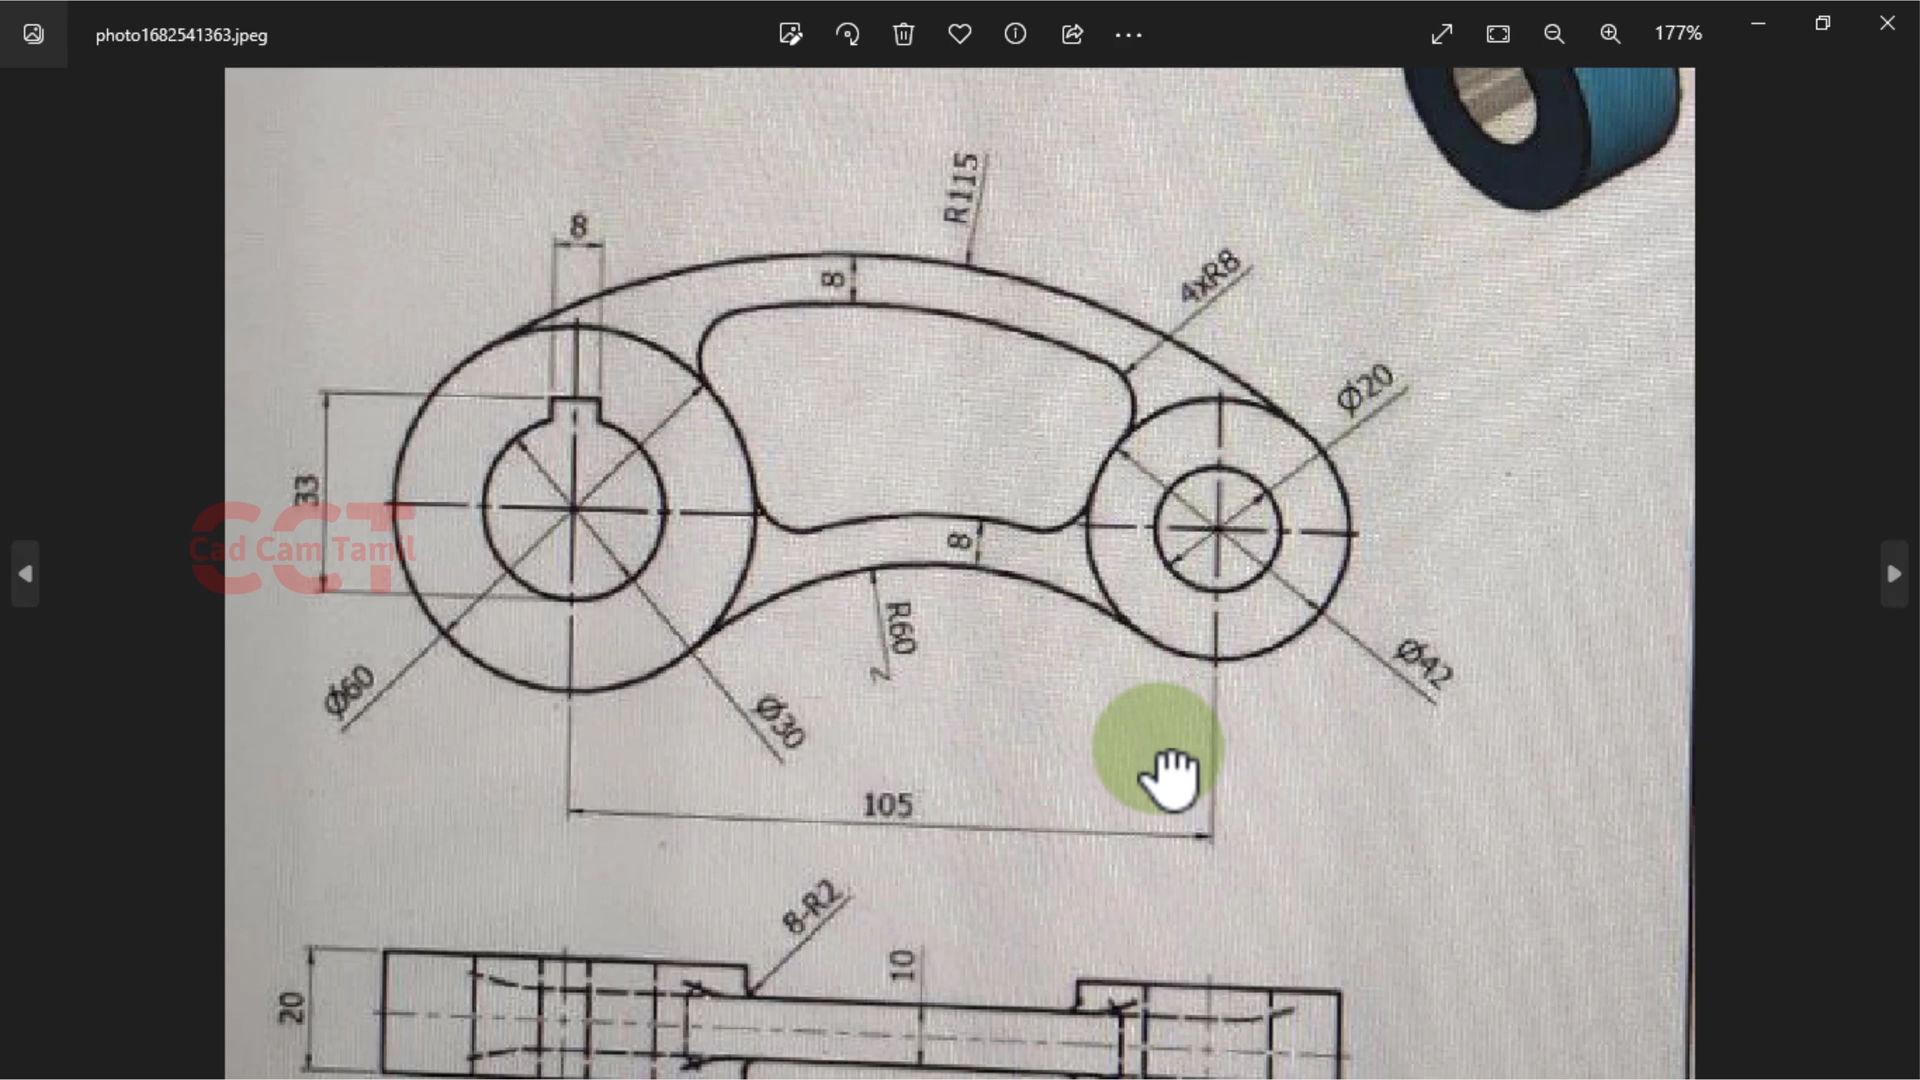 photo1682541363.jpeg
177%
R115
8
8
4xR8
Ø20
33
CCT
Cad Cam Tamil
8
R60
Ø42
Ø60
Ø30
105
8-R2
10
20